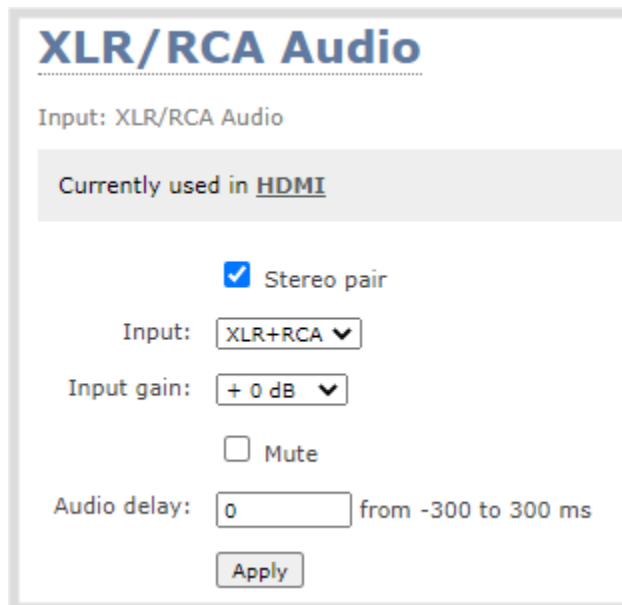 XLR/RCA Audio
Input: XLR/RCA Audio
Currently used in HDMI
Stereo pair
Input: XLR+RCA
Input gain: + 0 dB
Mute
Audio delay: 0 from -300 to 300 ms
Apply